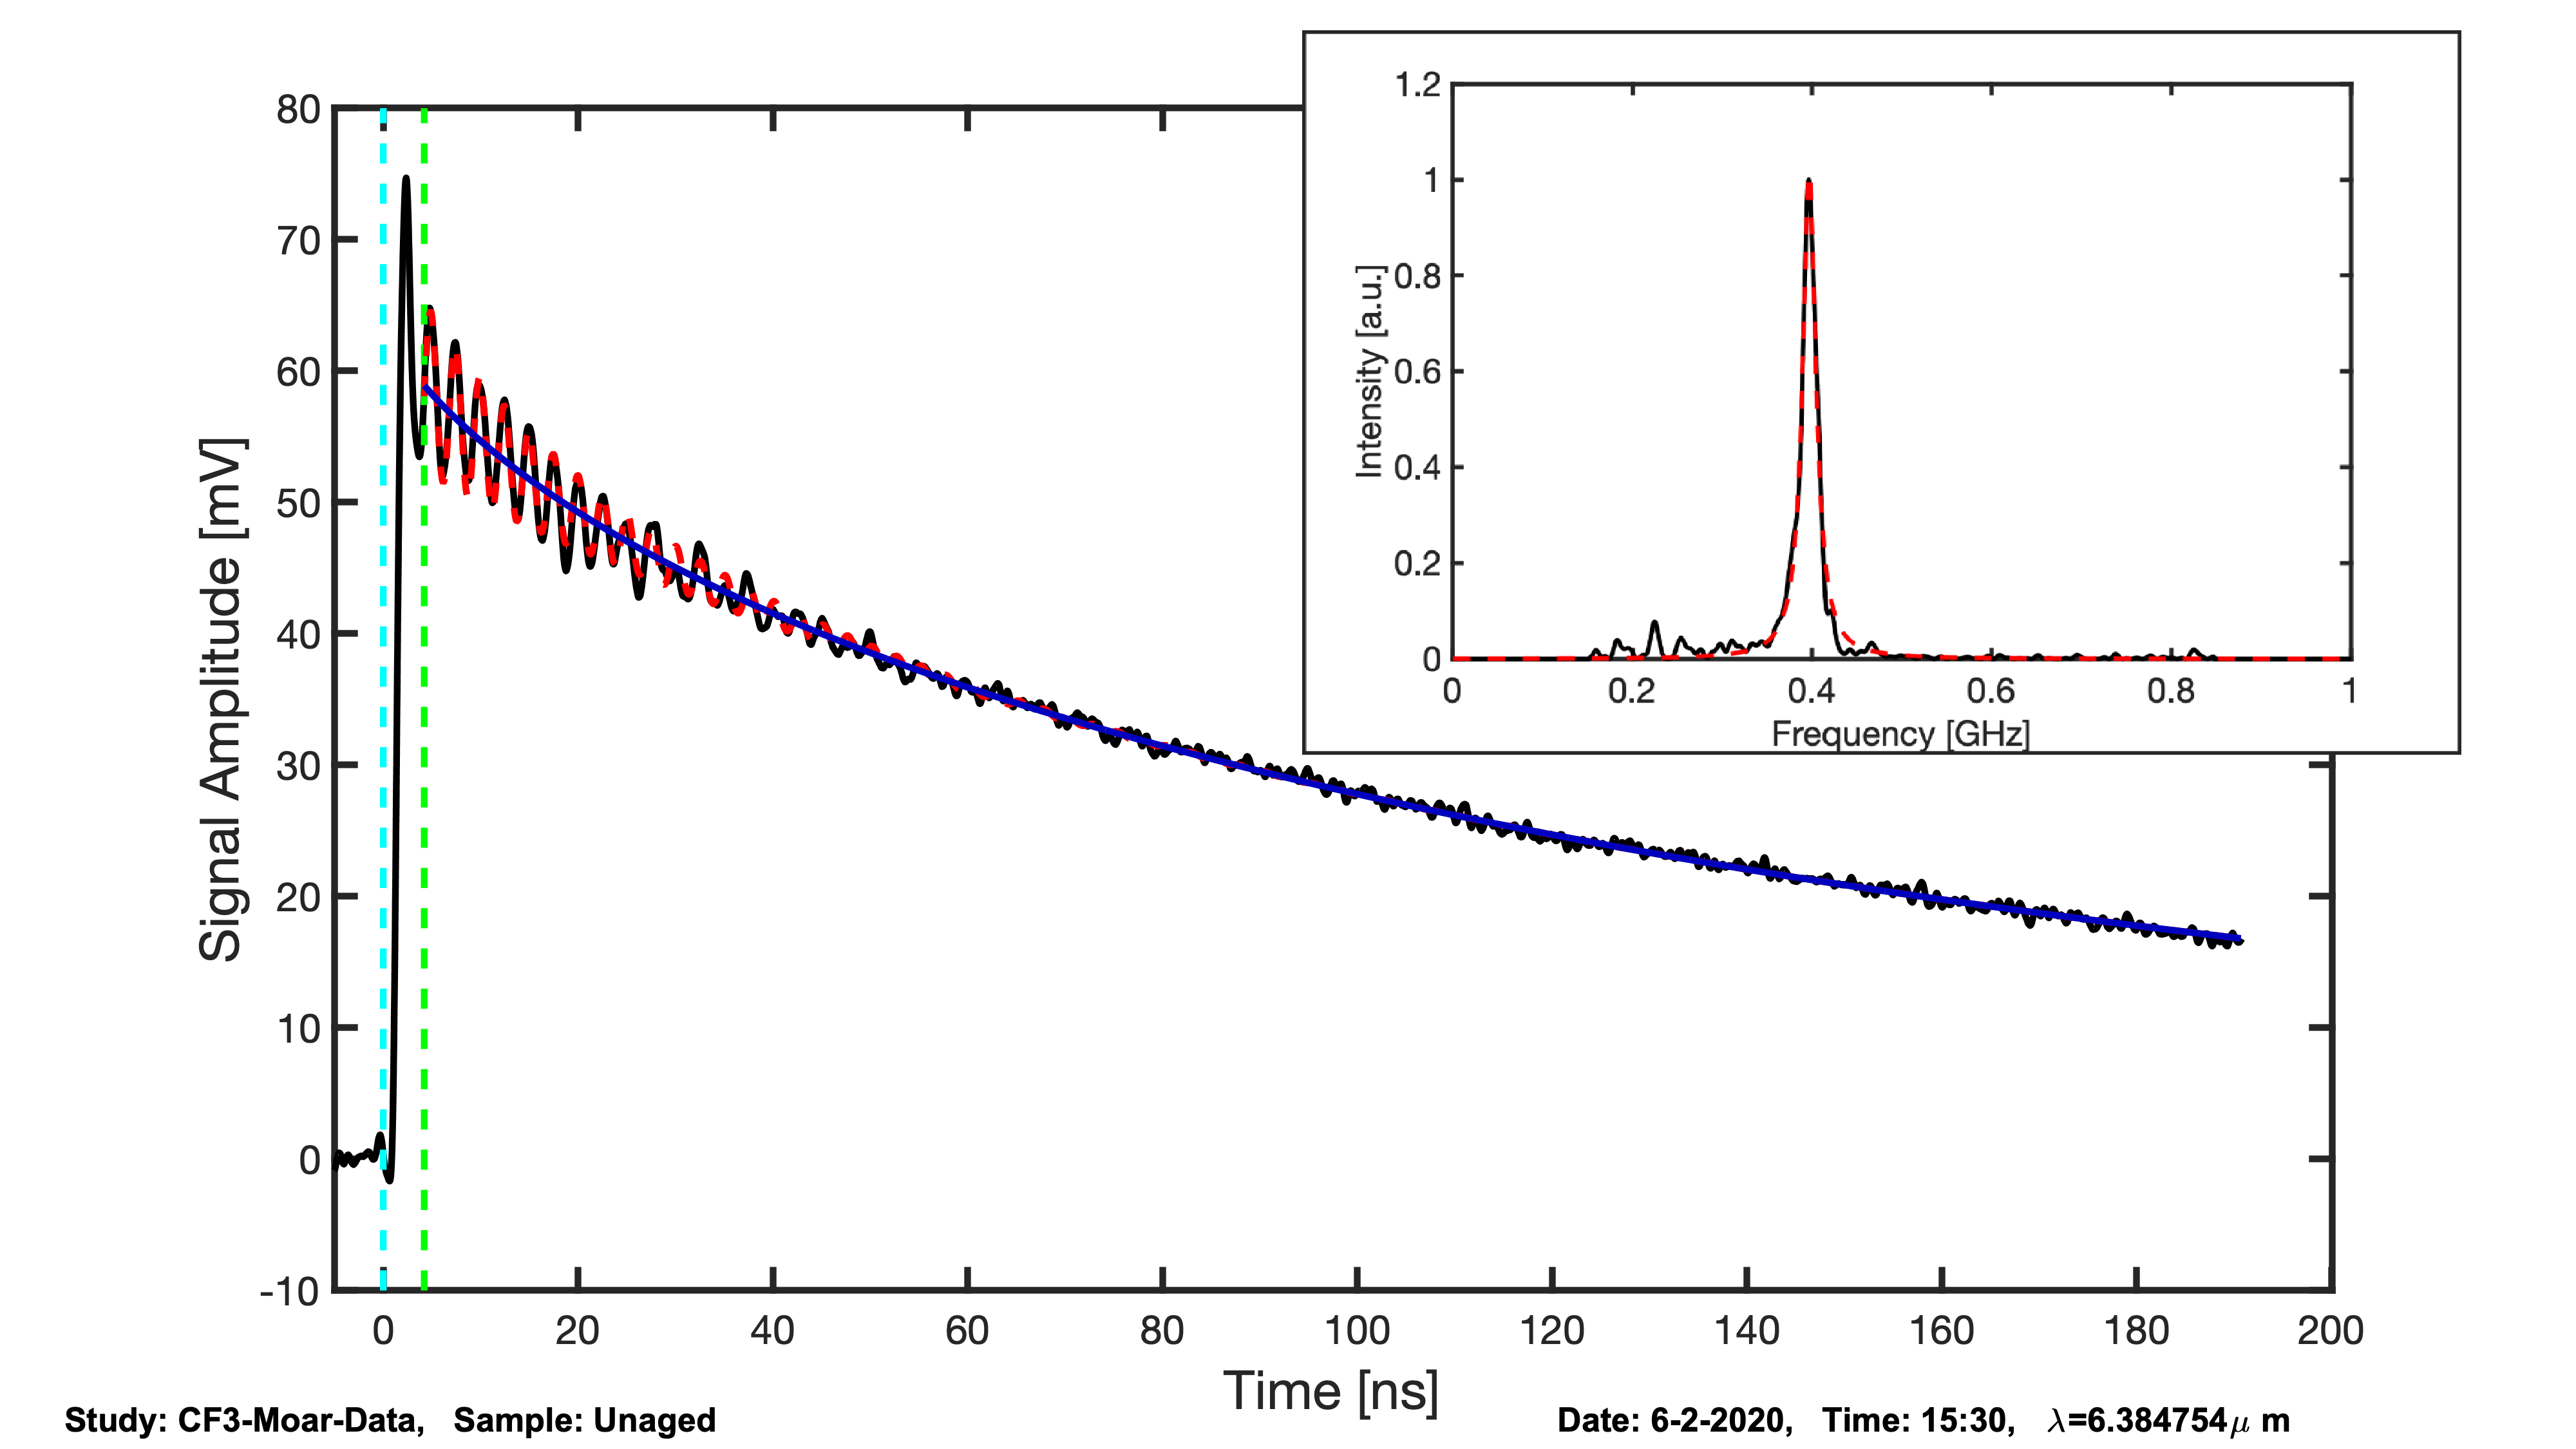 1.2
1
0.8
0.6
0.4
0.2
0
0 0.2 0.4 0.6 0.8 1
Intensity [a.u.]
Frequency [GHz]
80
70
60
50
40
30
20
10
0
-10
0 20 40 60 80 100 120 140 160 180 200
Signal Amplitude [mV]
Time [ns]
Study: CF3-Moar-Data, Sample: Unaged
Date: 6-2-2020, Time: 15:30, λ=6.384754μ m